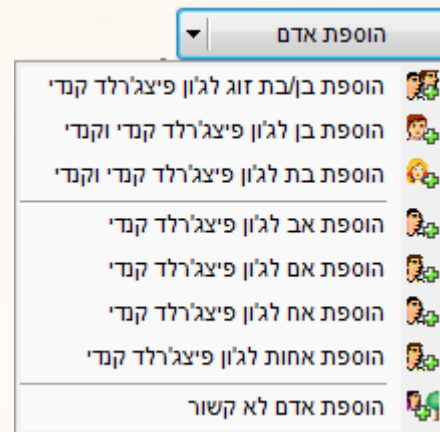 הוספת אדם
הוספת בן/בת זוג לג'ון פיצג'רלד קנדי
הוספת בן לג'ון פיצג'רלד קנדי וקנדי
הוספת בת לג'ון פיצג'רלד קנדי וקנדי
הוספת אב לג'ון פיצג'רלד קנדי
הוספת אם לג'ון פיצג'רלד קנדי
הוספת אח לג'ון פיצג'רלד קנדי
הוספת אחות לג'ון פיצג'רלד קנדי
הוספת אדם לא קשור